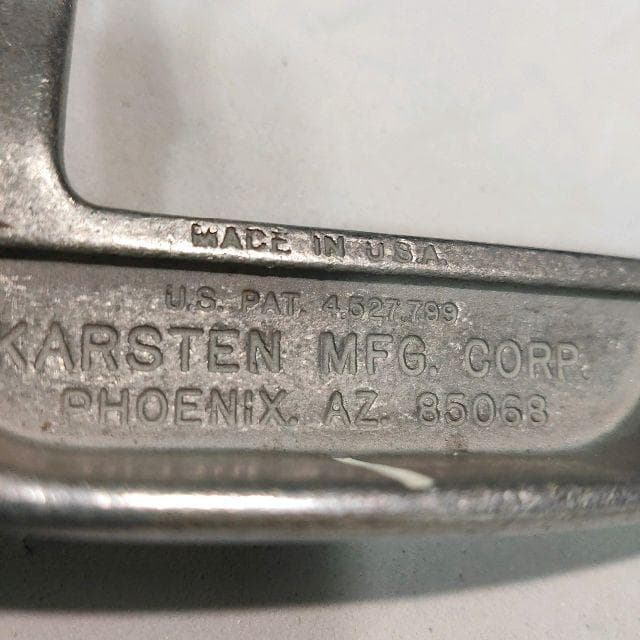 MADE IN U.S.A.
U.S. PAT. 4,527,799
KARSTEN MFG. CORP.
PHOENIX, AZ. 85068